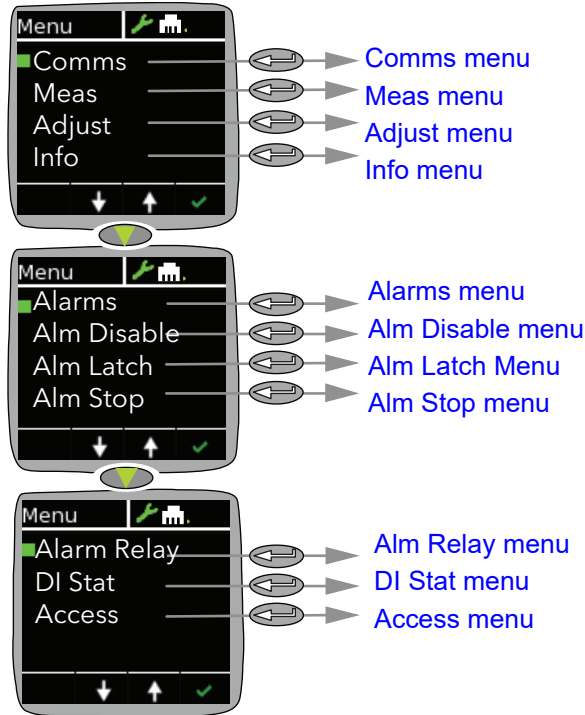 Menu
Comms
Comms menu
Meas
Meas menu
Adjust
Adjust menu
Info
Info menu
Menu
Alarms
Alarms menu
Alm Disable
Alm Disable menu
Alm Latch
Alm Latch Menu
Alm Stop
Alm Stop menu
Menu
Alarm Relay
Alm Relay menu
DI Stat
DI Stat menu
Access
Access menu